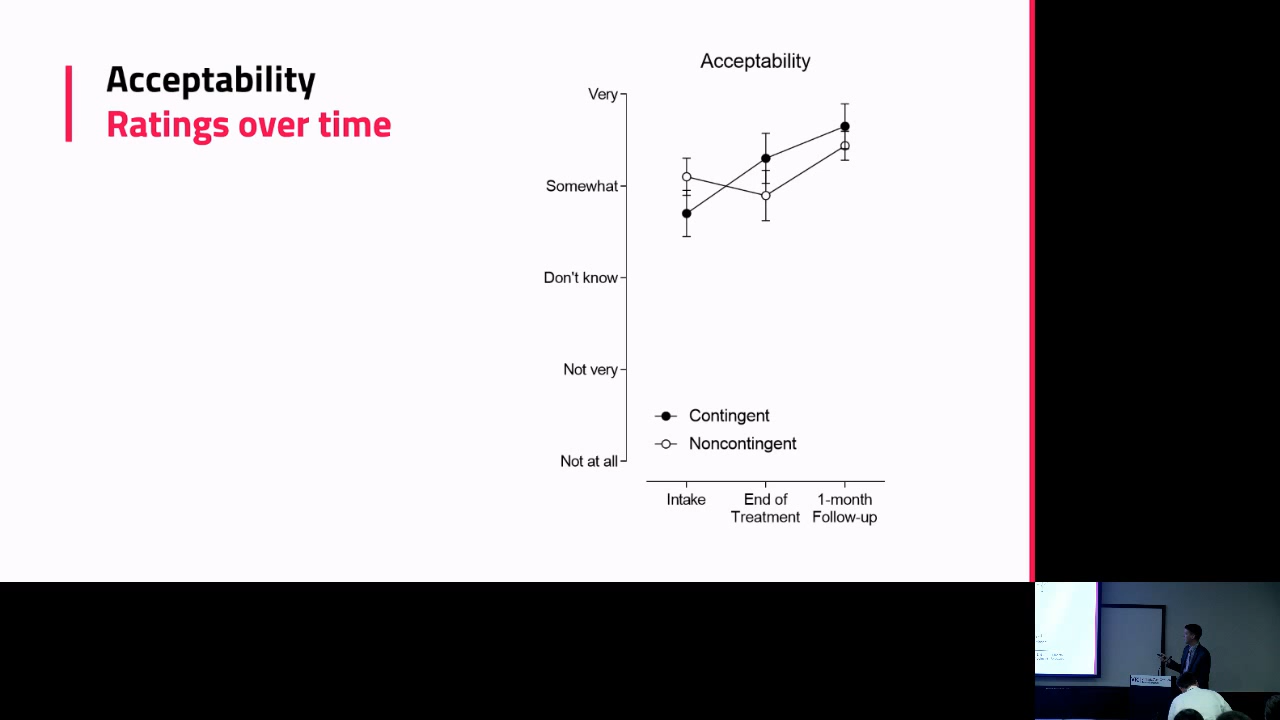 Acceptability
Ratings over time
Acceptability
Very
Somewhat
Don't know
Not very
Not at all
Contingent
Noncontingent
Intake
End of
Treatment
1-month
Follow-up